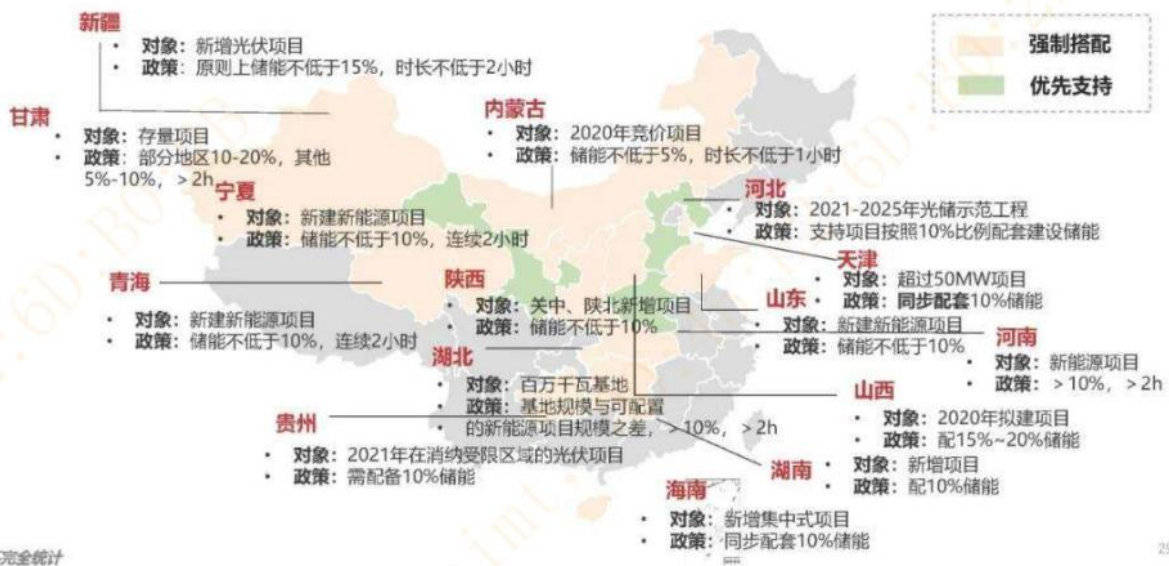 新疆
• 对象：新增光伏项目
• 政策：原则上储能不低于15%，时长不低于2小时
强制搭配
优先支持
甘肃
• 对象：存量项目
• 政策：部分地区10-20%，其他
5%-10%，＞2h
内蒙古
• 对象：2020年竞价项目
• 政策：储能不低于5%，时长不低于1小时
宁夏
• 对象：新建新能源项目
• 政策：储能不低于10%，连续2小时
河北
• 对象：2021-2025年光储示范工程
• 政策：支持项目按照10%比例配套建设储能
天津
• 对象：超过50MW项目
• 政策：同步配套10%储能
青海
• 对象：新建新能源项目
• 政策：储能不低于10%，连续2小时
陕西
• 对象：关中、陕北新增项目
• 政策：储能不低于10%
山东
• 对象：新建新能源项目
• 政策：储能不低于10%
河南
• 对象：新能源项目
• 政策：＞10%，＞2h
湖北
• 对象：百万千瓦基地
• 政策：基地规模与可配置
• 的新能源项目规模之差，＞10%，＞2h
山西
• 对象：2020年拟建项目
• 政策：配15%~20%储能
贵州
• 对象：2021年在消纳受限区域的光伏项目
• 政策：需配备10%储能
湖南
• 对象：新增项目
• 政策：配10%储能
海南
• 对象：新增集中式项目
• 政策：同步配套10%储能
完全统计
29